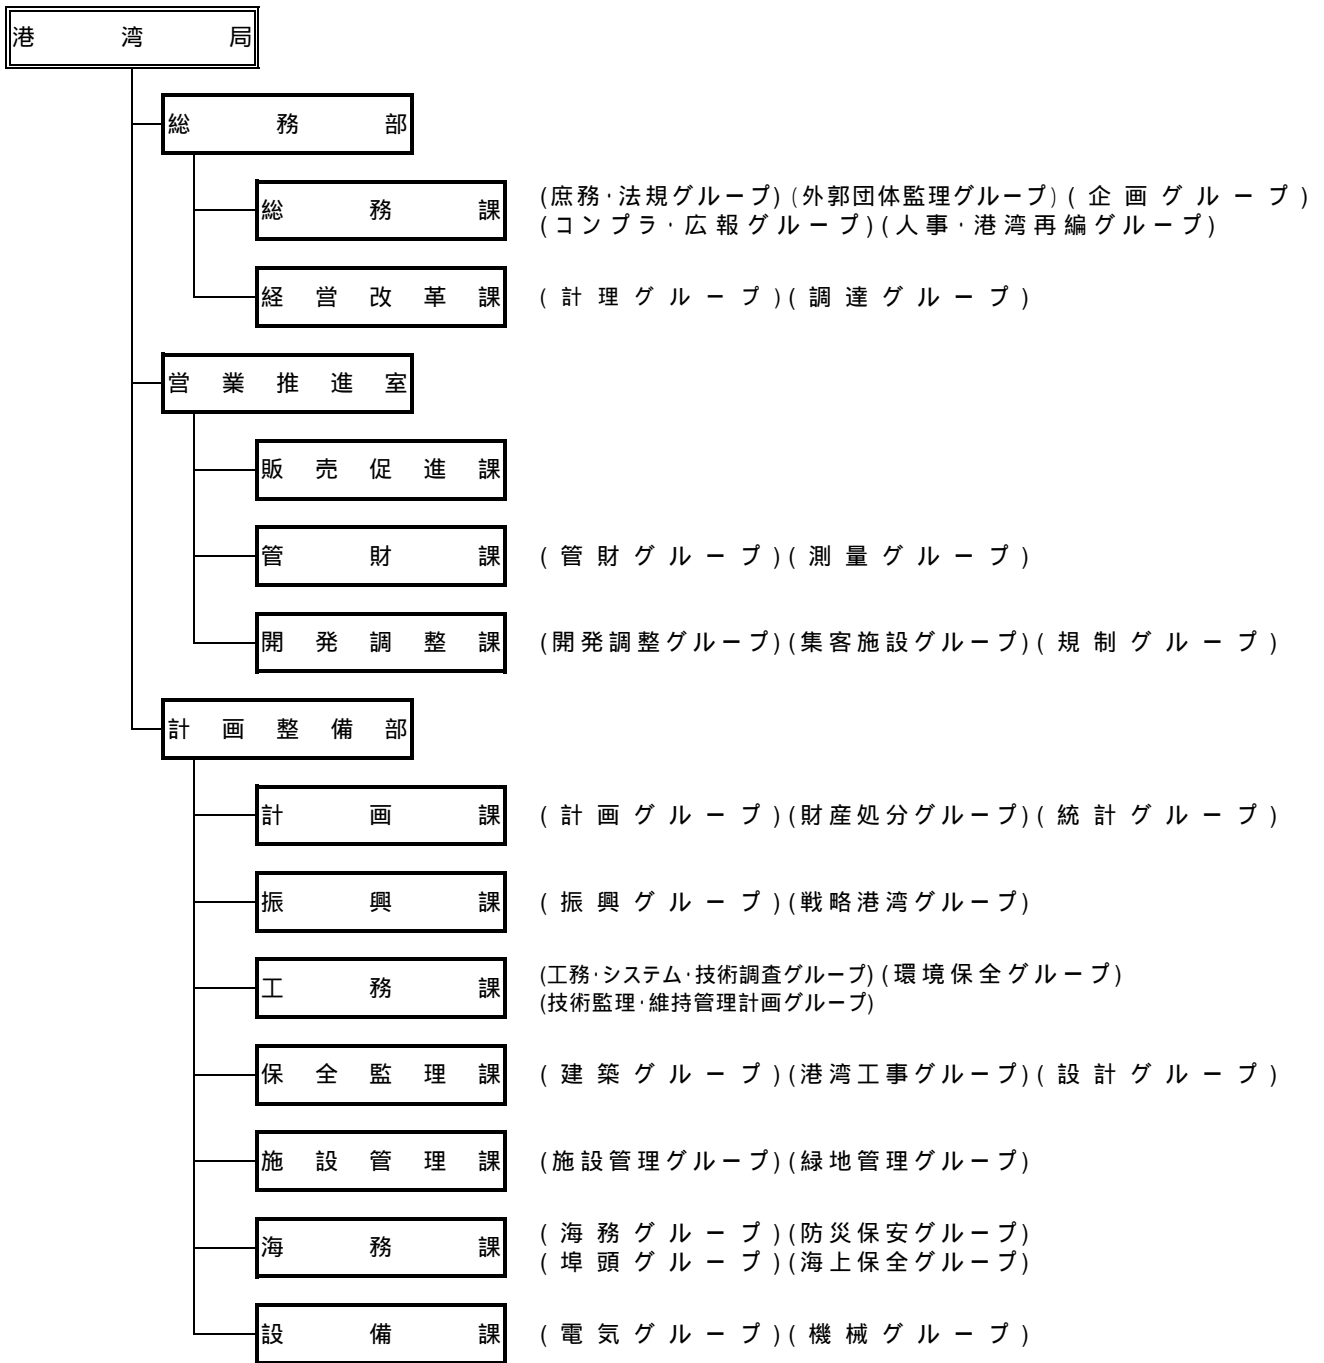 港湾局
総務部
総務課 (庶務・法規グループ)(外郭団体監理グループ)(企画グループ)
(コンプラ・広報グループ)(人事・港湾再編グループ)
経営改革課 (計理グループ)(調達グループ)
営業推進室
販売促進課
管財課 (管財グループ)(測量グループ)
開発調整課 (開発調整グループ)(集客施設グループ)(規制グループ)
計画整備部
計画課 (計画グループ)(財産処分グループ)(統計グループ)
振興課 (振興グループ)(戦略港湾グループ)
工務課 (工務・システム・技術調査グループ)(環境保全グループ)
(技術監理・維持管理計画グループ)
保全監理課 (建築グループ)(港湾工事グループ)(設計グループ)
施設管理課 (施設管理グループ)(緑地管理グループ)
海務課 (海務グループ)(防災保安グループ)
(埠頭グループ)(海上保全グループ)
設備課 (電気グループ)(機械グループ)